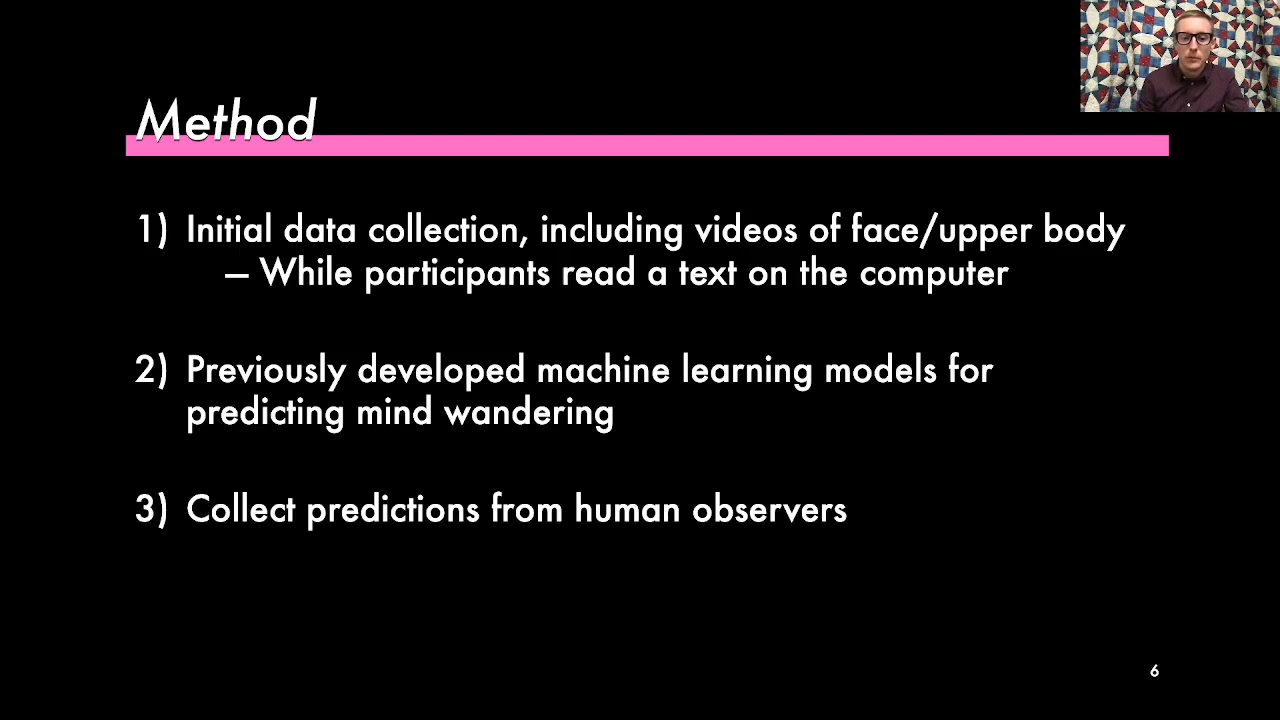 Method
1) Initial data collection, including videos of face/upper body
— While participants read a text on the computer
2) Previously developed machine learning models for
predicting mind wandering
3) Collect predictions from human observers
6